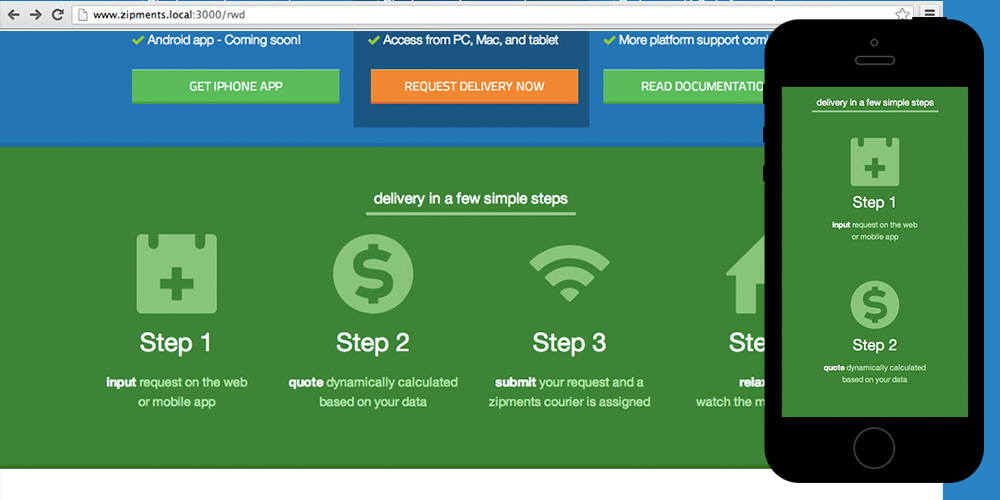 www.zipments.local:3000/rwd
Android app - Coming soon!
Access from PC, Mac, and tablet
More platform support
GET IPHONE APP
REQUEST DELIVERY NOW
READ
delivery in a few simple steps
Step 1
input request on the web
or mobile app
Step 2
quote dynamically calculated
based on your data
Step 3
submit your request and a
zipments courier is assigned
watch the
delivery in a few simple steps
Step 1
input request on the web
or mobile app
Step 2
quote dynamically calculated
based on your data